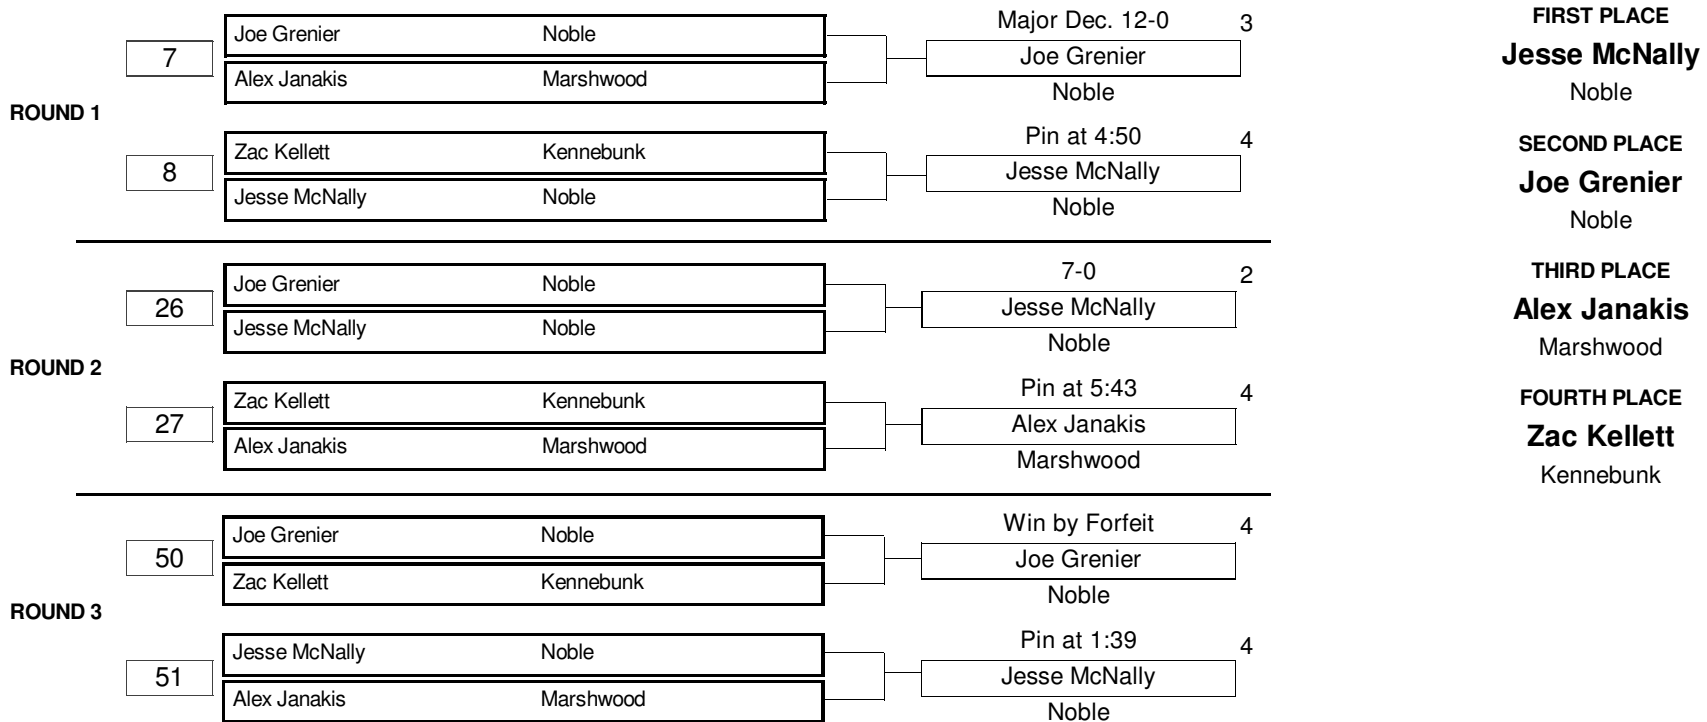 ROUND 1
7
Joe Grenier Noble
Alex Janakis Marshwood
Major Dec. 12-0 3
Joe Grenier
Noble
8
Zac Kellett Kennebunk
Jesse McNally Noble
Pin at 4:50 4
Jesse McNally
Noble
ROUND 2
26
Joe Grenier Noble
Jesse McNally Noble
7-0 2
Jesse McNally
Noble
27
Zac Kellett Kennebunk
Alex Janakis Marshwood
Pin at 5:43 4
Alex Janakis
Marshwood
ROUND 3
50
Joe Grenier Noble
Zac Kellett Kennebunk
Win by Forfeit 4
Joe Grenier
Noble
51
Jesse McNally Noble
Alex Janakis Marshwood
Pin at 1:39 4
Jesse McNally
Noble
FIRST PLACE
Jesse McNally
Noble
SECOND PLACE
Joe Grenier
Noble
THIRD PLACE
Alex Janakis
Marshwood
FOURTH PLACE
Zac Kellett
Kennebunk